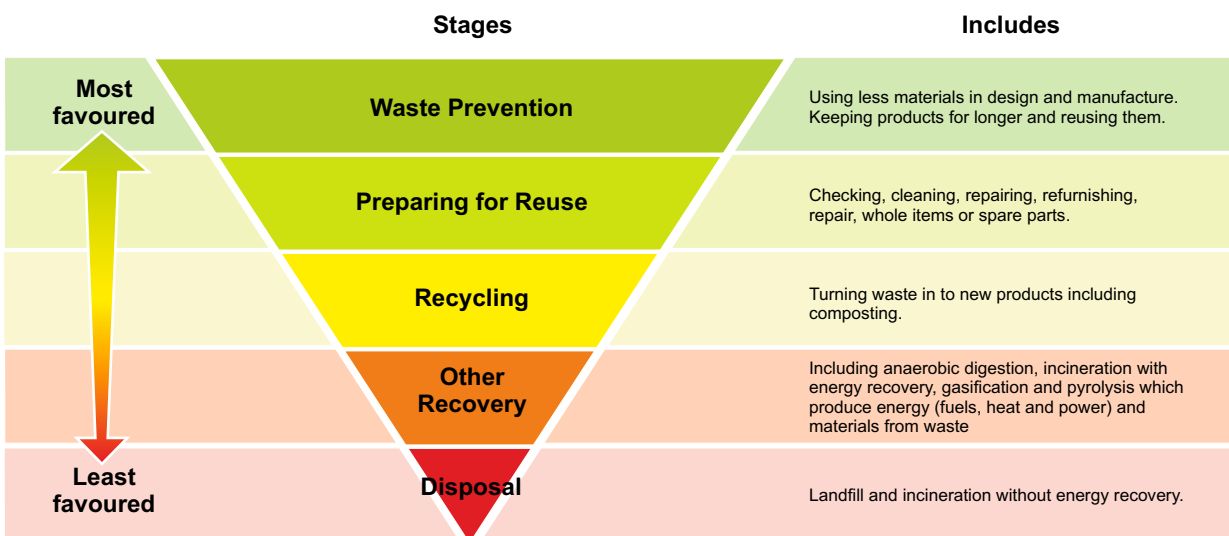 Stages
Includes
Most
favoured
Waste Prevention
Using less materials in design and manufacture.
Keeping products for longer and reusing them.
Preparing for Reuse
Checking, cleaning, repairing, refurnishing,
repair, whole items or spare parts.
Recycling
Turning waste in to new products including
composting.
Other
Recovery
Including anaerobic digestion, incineration with
energy recovery, gasification and pyrolysis which
produce energy (fuels, heat and power) and
materials from waste
Least
favoured
Disposal
Landfill and incineration without energy recovery.